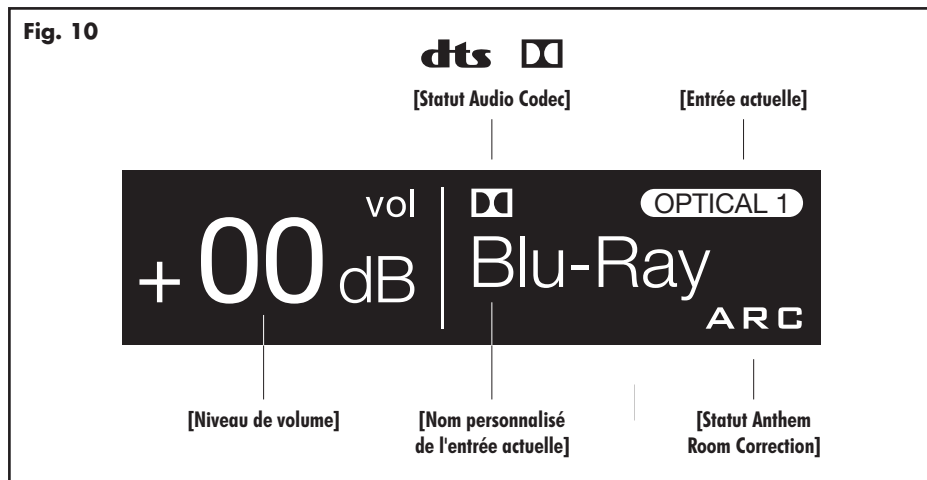 Fig. 10
dts
[Statut Audio Codec]
[Entrée actuelle]
vol
+00 dB
OPTICAL 1
Blu-Ray
ARC
[Niveau de volume]
[Nom personnalisé
de l'entrée actuelle]
[Statut Anthem
Room Correction]